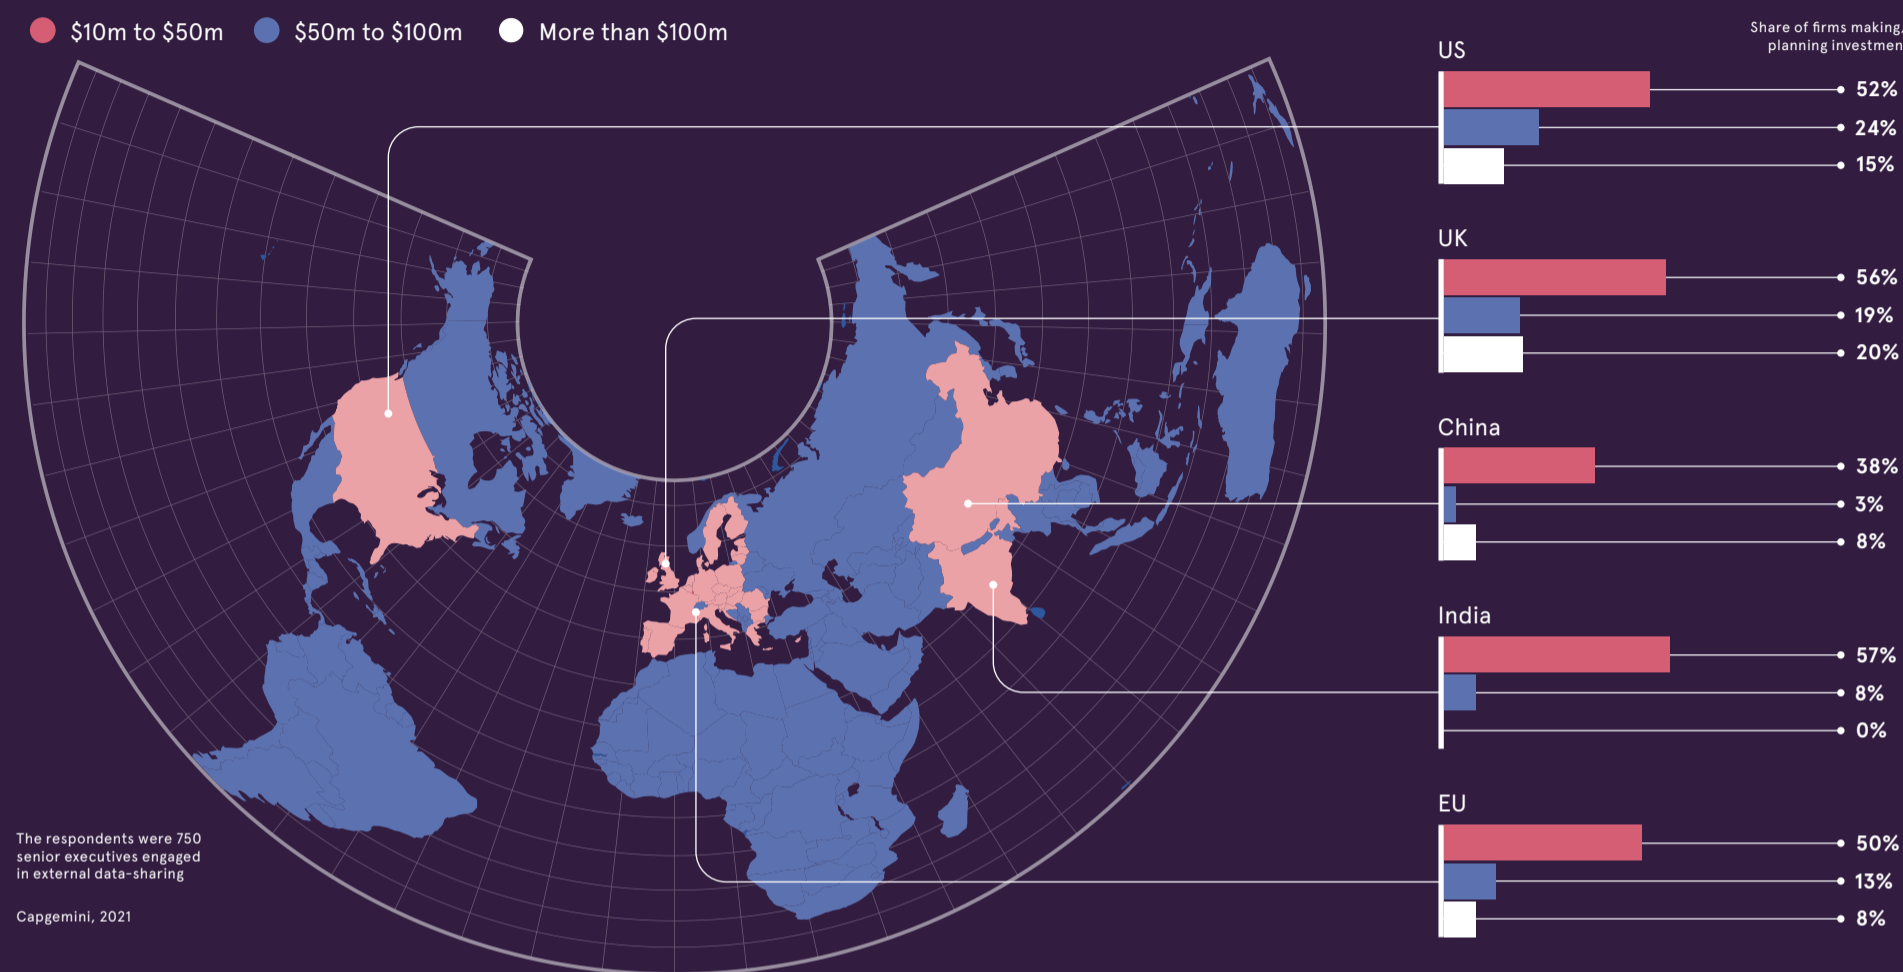 $10m to $50m
$50m to $100m
More than $100m
Share of firms making,
planning investmen
US
52%
24%
15%
UK
56%
19%
20%
China
38%
3%
8%
India
57%
8%
0%
EU
50%
13%
8%
The respondents were 750
senior executives engaged
in external data-sharing
Capgemini, 2021